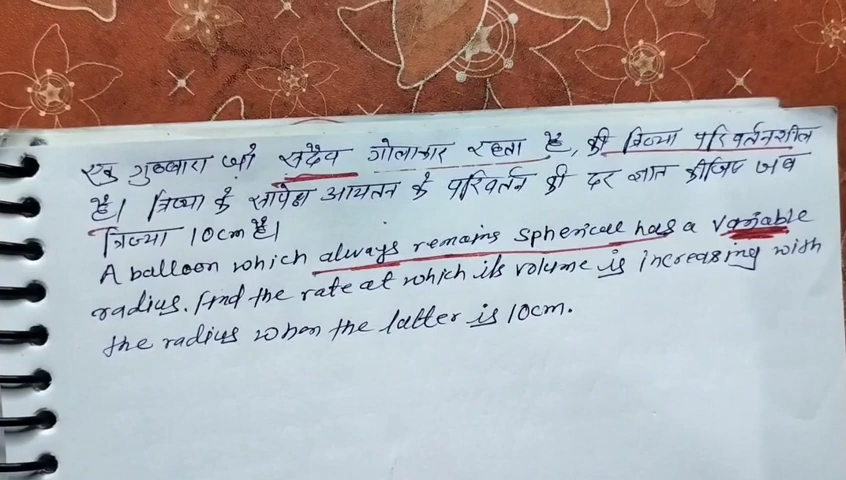 एक गुब्बारा जो सदैव गोलाकार रहता है, की त्रिज्या परिवर्तनशील
है। त्रिज्या के सापेक्ष आयतन के परिवर्तन की दर ज्ञात कीजिए जब
त्रिज्या 10cm है।
A balloon which always remains spherical has a variable
radius. Find the rate at which its volume is increasing with
the radius when the latter is 10cm.